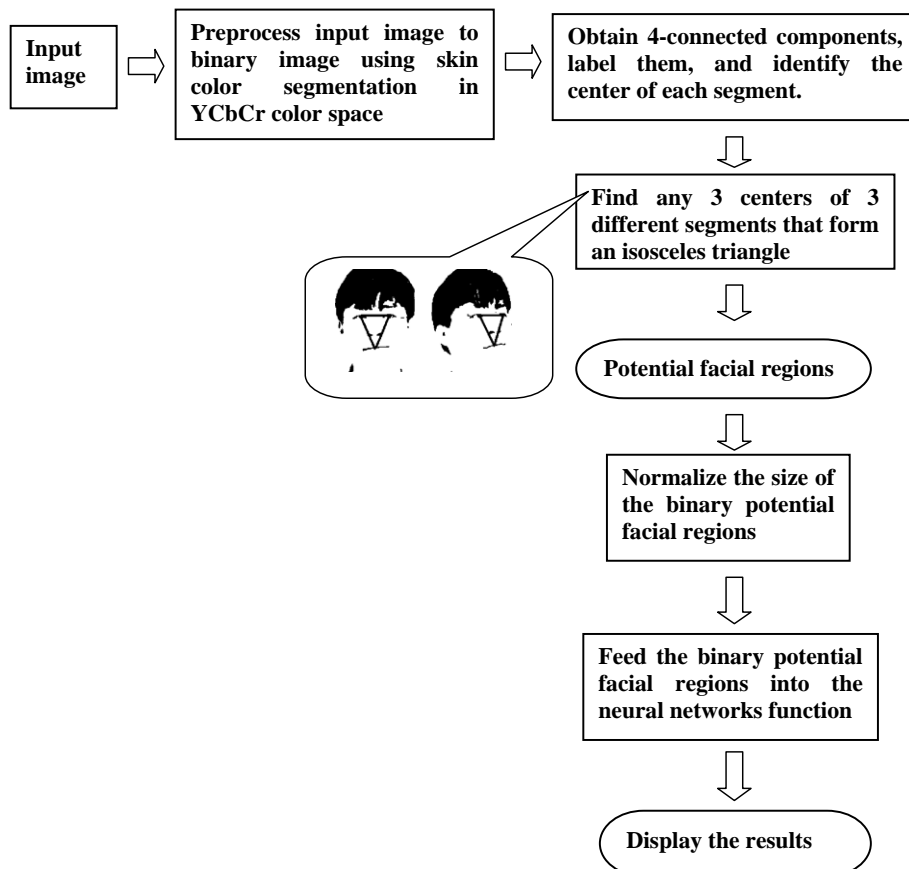 Input
image
Preprocess input image to
binary image using skin
color segmentation in
YCbCr color space
Obtain 4-connected components,
label them, and identify the
center of each segment.
Find any 3 centers of 3
different segments that form
an isosceles triangle
Potential facial regions
Normalize the size of
the binary potential
facial regions
Feed the binary potential
facial regions into the
neural networks function
Display the results